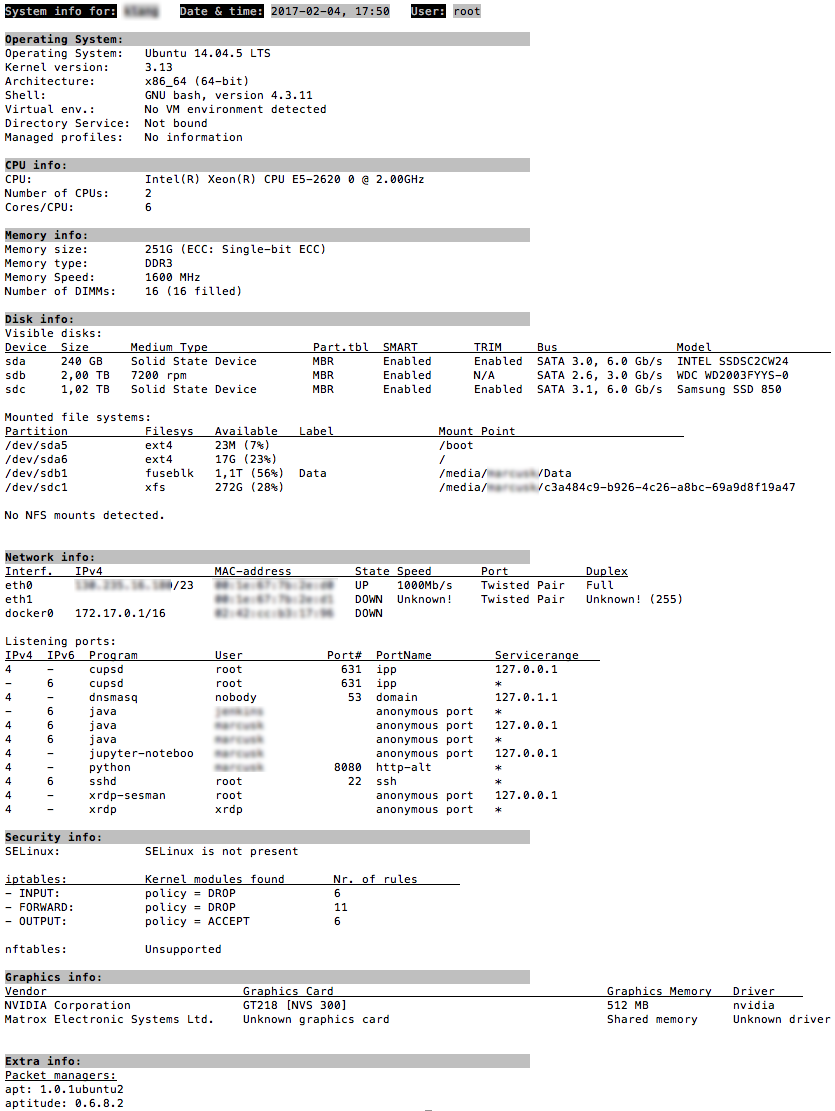 System info for: Date & time: 2017-02-04, 17:50 User: root
Operating System:
Operating System: Ubuntu 14.04.5 LTS
Kernel version: 3.13
Architecture: x86_64 (64-bit)
Shell: GNU bash, version 4.3.11
Virtual env.: No VM environment detected
Directory Service: Not bound
Managed profiles: No information
CPU info:
CPU: Intel(R) Xeon(R) CPU E5-2620 0 @ 2.00GHz
Number of CPUs: 2
Cores/CPU: 6
Memory info:
Memory size: 251G (ECC: Single-bit ECC)
Memory type: DDR3
Memory Speed: 1600 MHz
Number of DIMMs: 16 (16 filled)
Disk info:
Visible disks:
Device Size Medium Type Part.tbl SMART TRIM Bus Model
sda 240 GB Solid State Device MBR Enabled Enabled SATA 3.0, 6.0 Gb/s INTEL SSDSC2CW24
sdb 2,00 TB 7200 rpm MBR Enabled N/A SATA 2.6, 3.0 Gb/s WDC WD2003FYYS-0
sdc 1,02 TB Solid State Device MBR Enabled Enabled SATA 3.1, 6.0 Gb/s Samsung SSD 850
Mounted file systems:
Partition Filesys Available Label Mount Point
/dev/sda5 ext4 23M (7%) /boot
/dev/sda6 ext4 17G (23%) /
/dev/sdb1 fuseblk 1,1T (56%) Data /media/ /Data
/dev/sdc1 xfs 272G (28%) /media/ /c3a484c9-b926-4c26-a8bc-69a9d8f19a47
No NFS mounts detected.
Network info:
Interf. IPv4 MAC-address State Speed Port Duplex
eth0 /23 UP 1000Mb/s Twisted Pair Full
eth1 DOWN Unknown! Twisted Pair Unknown! (255)
docker0 172.17.0.1/16 DOWN
Listening ports:
IPv4 IPv6 Program User Port# PortName Servicerange
4 - cupsd root 631 ipp 127.0.0.1
- 6 cupsd root 631 ipp *
4 - dnsmasq nobody 53 domain 127.0.1.1
- 6 java anonymous port *
4 6 java anonymous port 127.0.0.1
4 6 java anonymous port *
4 - jupyter-noteboo anonymous port 127.0.0.1
4 - python 8080 http-alt *
4 6 sshd root 22 ssh *
4 - xrdp-sesman root anonymous port 127.0.0.1
4 - xrdp xrdp anonymous port *
Security info:
SELinux: SELinux is not present
iptables: Kernel modules found Nr. of rules
- INPUT: policy = DROP 6
- FORWARD: policy = DROP 11
- OUTPUT: policy = ACCEPT 6
nftables: Unsupported
Graphics info:
Vendor Graphics Card Graphics Memory Driver
NVIDIA Corporation GT218 [NVS 300] 512 MB nvidia
Matrox Electronic Systems Ltd. Unknown graphics card Shared memory Unknown driver
Extra info:
Packet managers:
apt: 1.0.1ubuntu2
aptitude: 0.6.8.2